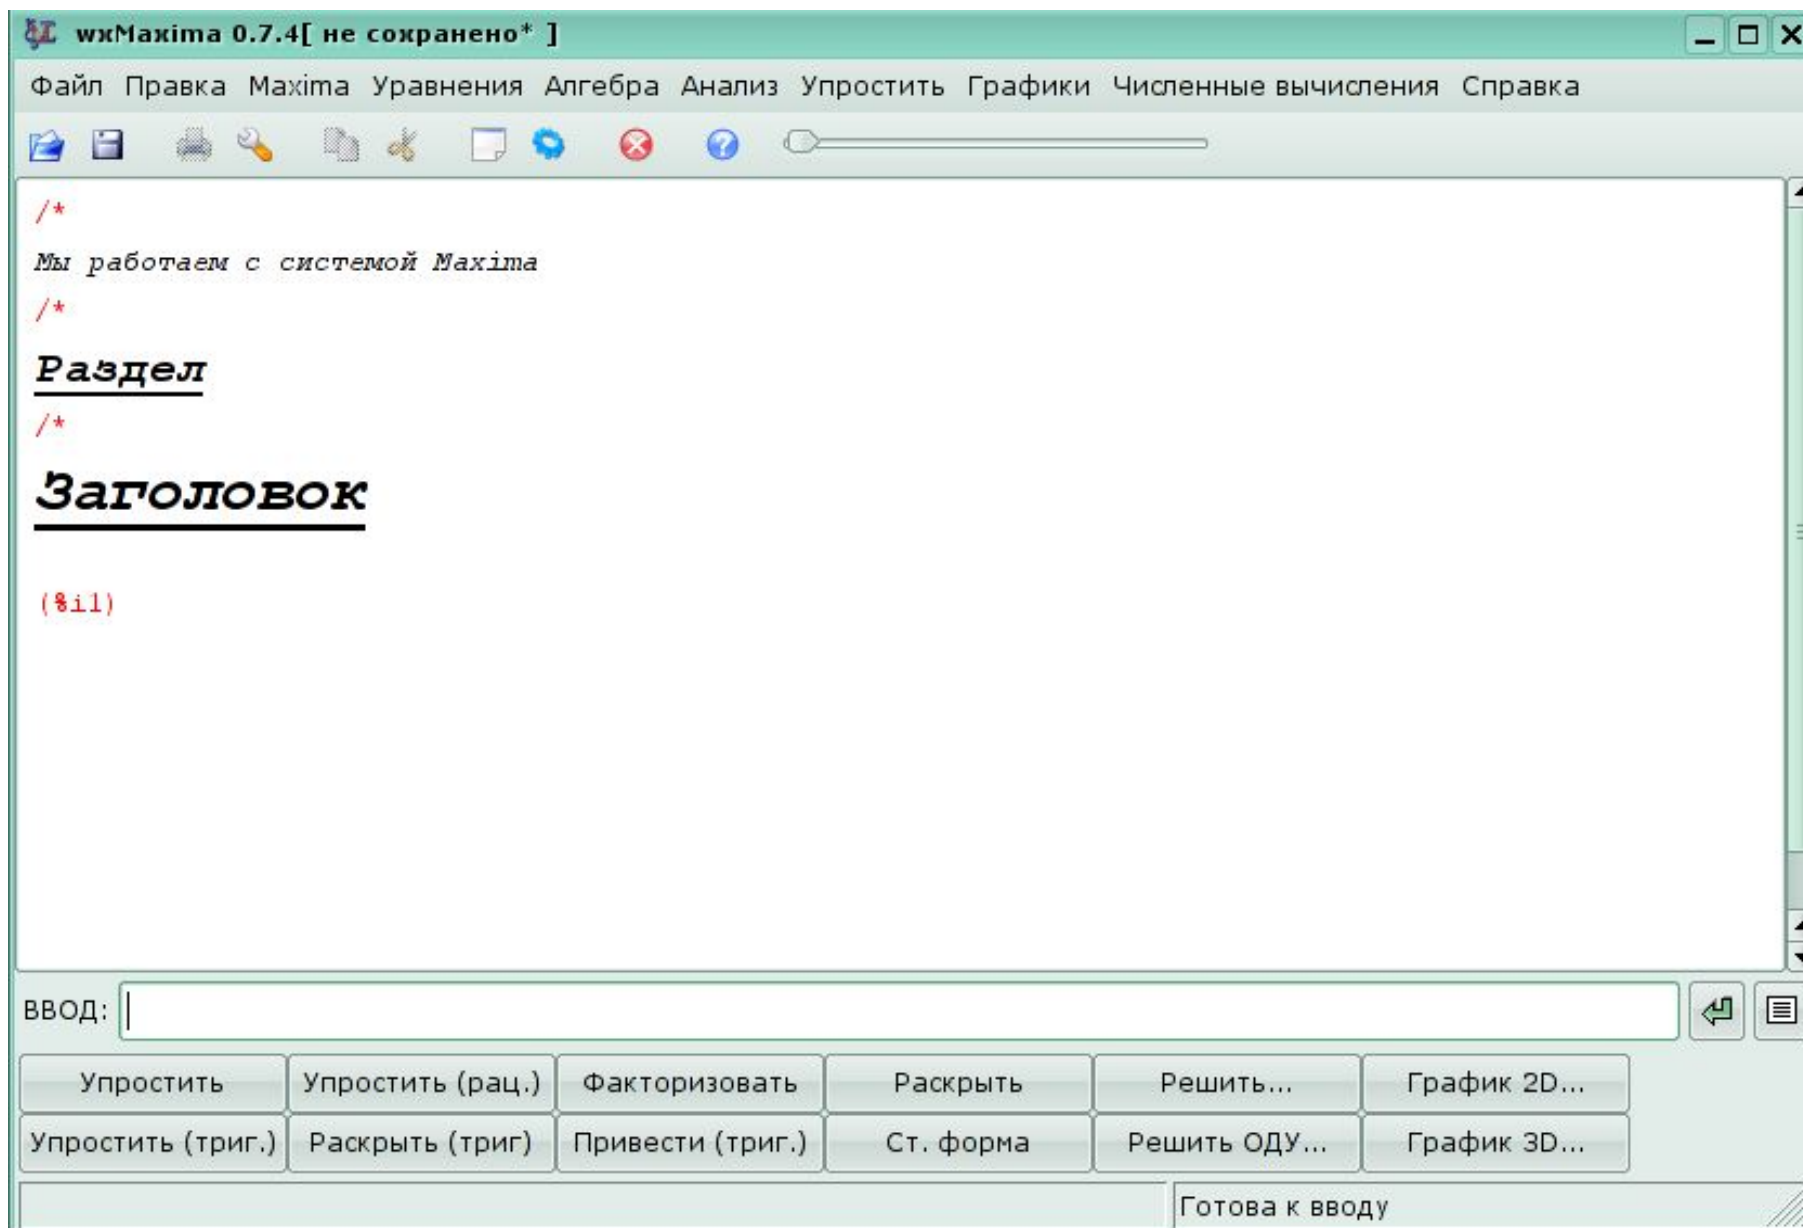 wxMaxima 0.7.4[ не сохранено* ]
Файл Правка Maxima Уравнения Алгебра Анализ Упростить Графики Численные вычисления Справка
/*
Мы работаем с системой Maxima
/*
Раздел
/*
Заголовок
(%i1)
ВВОД:
Упростить Упростить (рац.) Факторизовать Раскрыть Решить... График 2D...
Упростить (триг.) Раскрыть (триг) Привести (триг.) Ст. форма Решить ОДУ... График 3D...
Готова к вводу